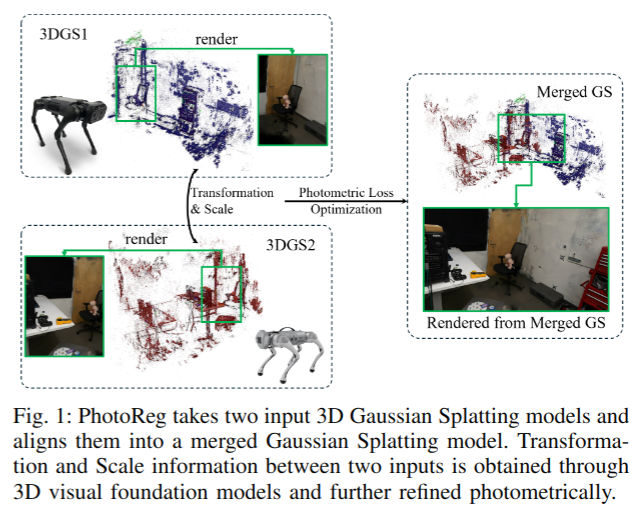 3DGS1
render
Merged GS
Transformation
& Scale
Photometric Loss
Optimization
render
3DGS2
Rendered from Merged GS
Fig. 1: PhotoReg takes two input 3D Gaussian Splatting models and
aligns them into a merged Gaussian Splatting model. Transforma-
tion and Scale information between two inputs is obtained through
3D visual foundation models and further refined photometrically.